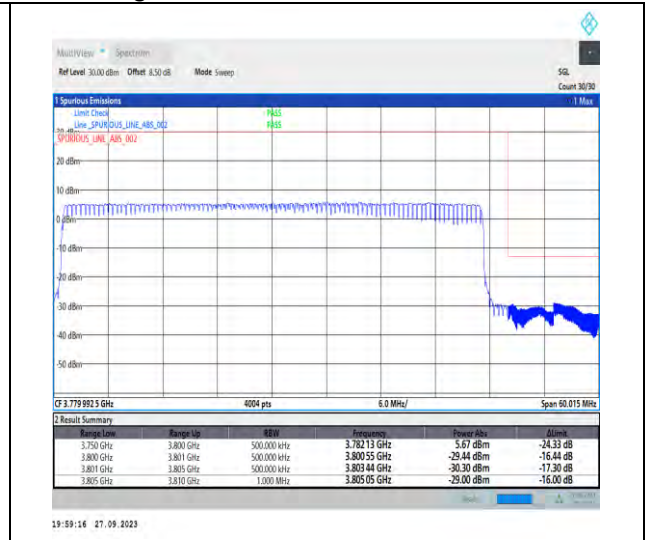 MultiView Spectrum
Ref Level 30.00 dBm Offset 8.50 dB Mode Sweep SGL
Count 30/30
1 Spurious Emissions 1 Max
Limit Check PASS
Line _SPURIOUS_LINE_ABS_002 PASS
_SPURIOUS_LINE_ABS_002
20 dBm
10 dBm
0 dBm
-10 dBm
-20 dBm
-30 dBm
-40 dBm
-50 dBm
CF 3.779 992 5 GHz 4004 pts 6.0 MHz/ Span 60.015 MHz
2 Result Summary
Range Low Range Up RBW Frequency Power Abs ΔLimit
3.750 GHz 3.800 GHz 500.000 kHz 3.782 13 GHz 5.67 dBm -24.33 dB
3.800 GHz 3.801 GHz 500.000 kHz 3.800 55 GHz -29.44 dBm -16.44 dB
3.801 GHz 3.805 GHz 500.000 kHz 3.803 44 GHz -30.30 dBm -17.30 dB
3.805 GHz 3.810 GHz 1.000 MHz 3.805 05 GHz -29.00 dBm -16.00 dB
19:59:16 27.09.2023